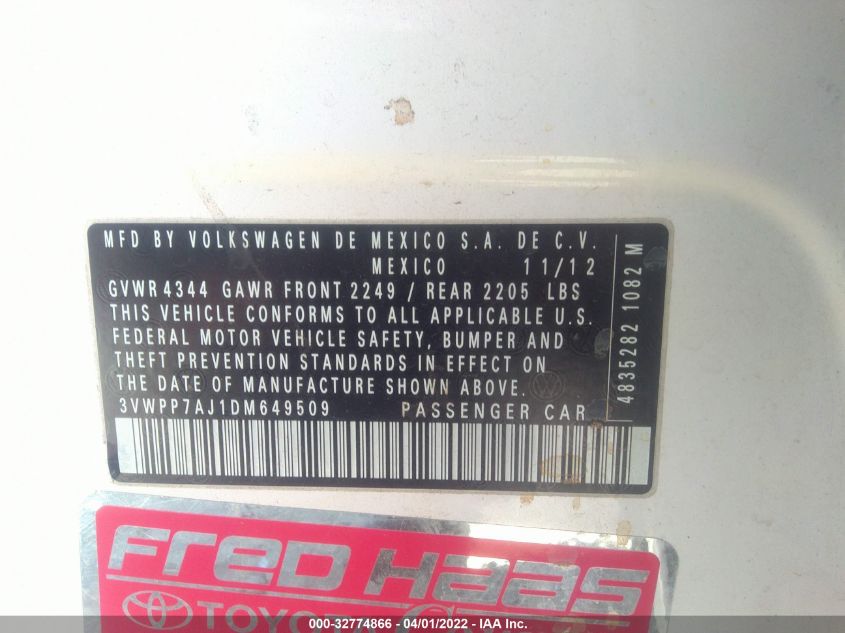 MFD BY VOLKSWAGEN DE MEXICO S.A. DE C.V.
MEXICO 11/12
GVWR 4344 GAWR FRONT 2249 / REAR 2205 LBS
THIS VEHICLE CONFORMS TO ALL APPLICABLE U.S.
FEDERAL MOTOR VEHICLE SAFETY, BUMPER AND
THEFT PREVENTION STANDARDS IN EFFECT ON
THE DATE OF MANUFACTURE SHOWN ABOVE.
3VWPP7AJ1DM649509 PASSENGER CAR
4835282 1082 M
FRED HAAS
TOYOTA
000-32774866 - 04/01/2022 - IAA Inc.